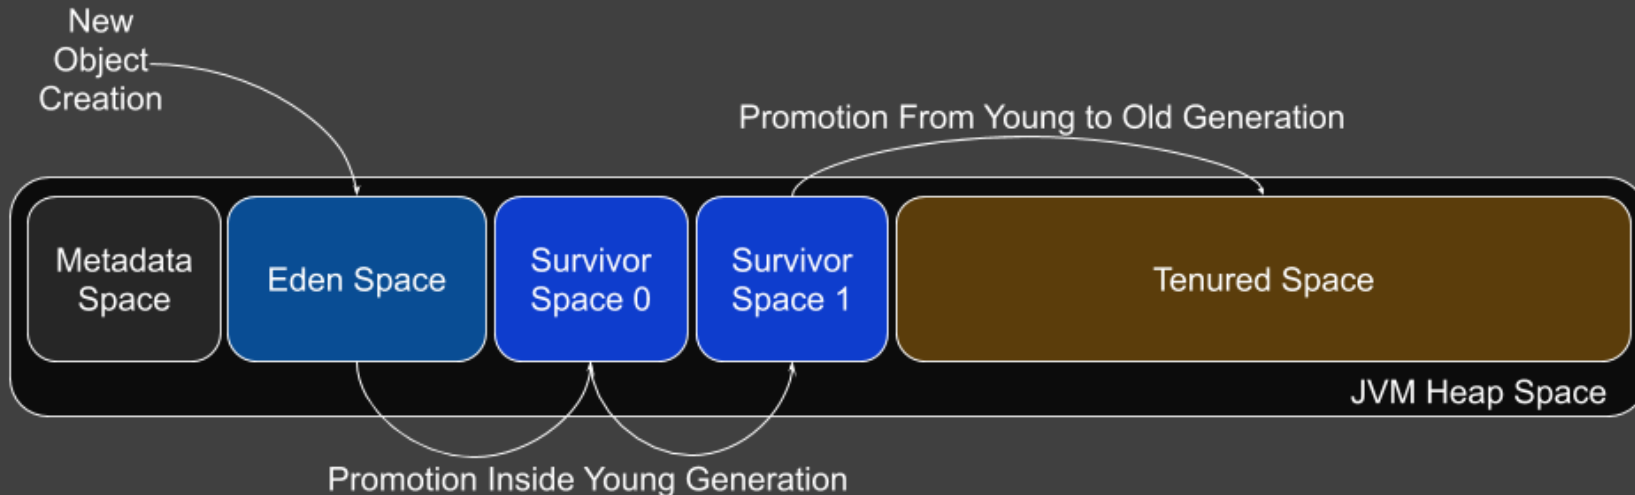 New
Object
Creation
Promotion From Young to Old Generation
Metadata
Space
Eden Space
Survivor
Space 0
Survivor
Space 1
Tenured Space
JVM Heap Space
Promotion Inside Young Generation